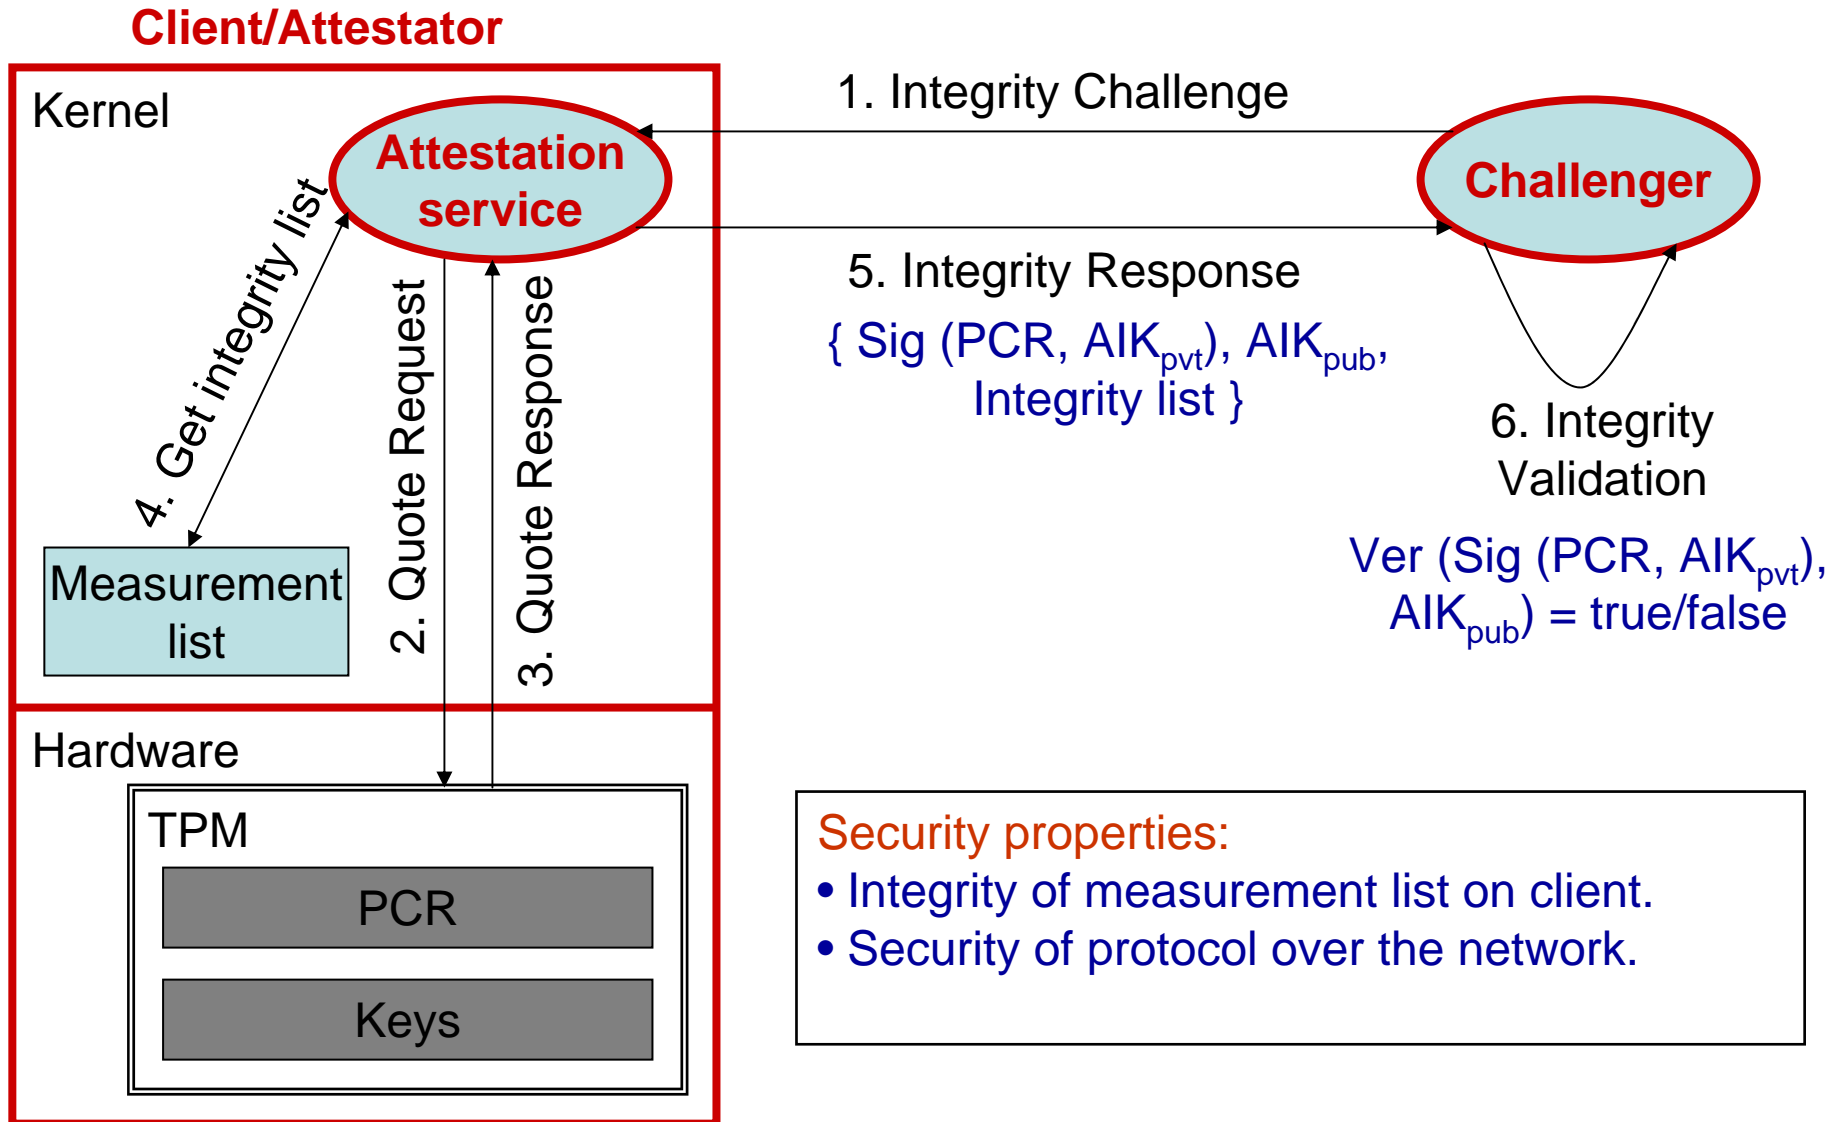 Client/Attestator
Kernel
Attestation
service
1. Integrity Challenge
Challenger
4. Get integrity list
2. Quote Request
3. Quote Response
5. Integrity Response
{ Sig (PCR, AIKpvt), AIKpub,
Integrity list }
6. Integrity
Validation
Ver (Sig (PCR, AIKpvt),
AIKpub) = true/false
Measurement
list
Hardware
TPM
PCR
Keys
Security properties:
• Integrity of measurement list on client.
• Security of protocol over the network.